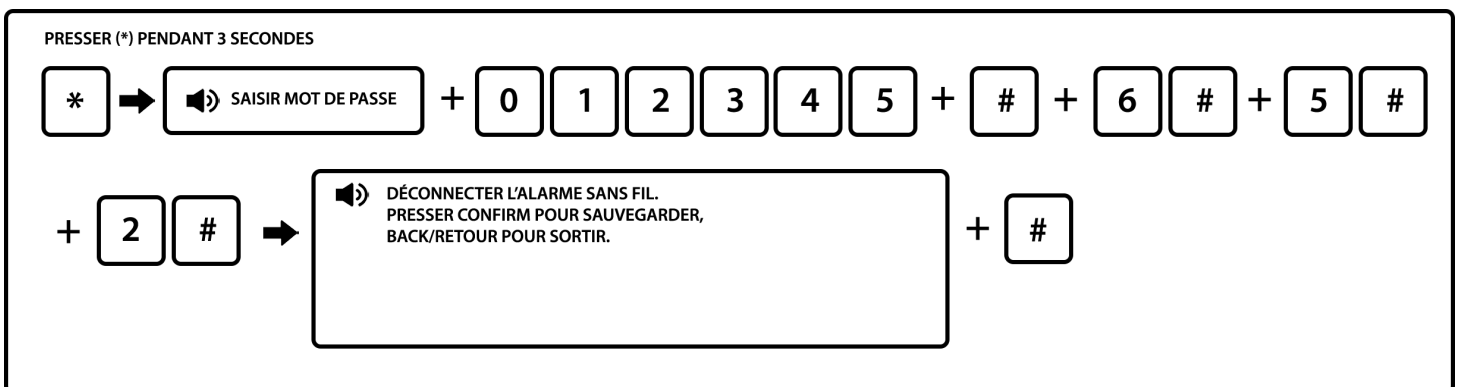 PRESSER (*) PENDANT 3 SECONDES
* SAISIR MOT DE PASSE + 0 1 2 3 4 5 + # + 6 # + 5 #
+ 2 # DÉCONNECTER L'ALARME SANS FIL.
PRESSER CONFIRM POUR SAUVEGARDER,
BACK/RETOUR POUR SORTIR.
+ #